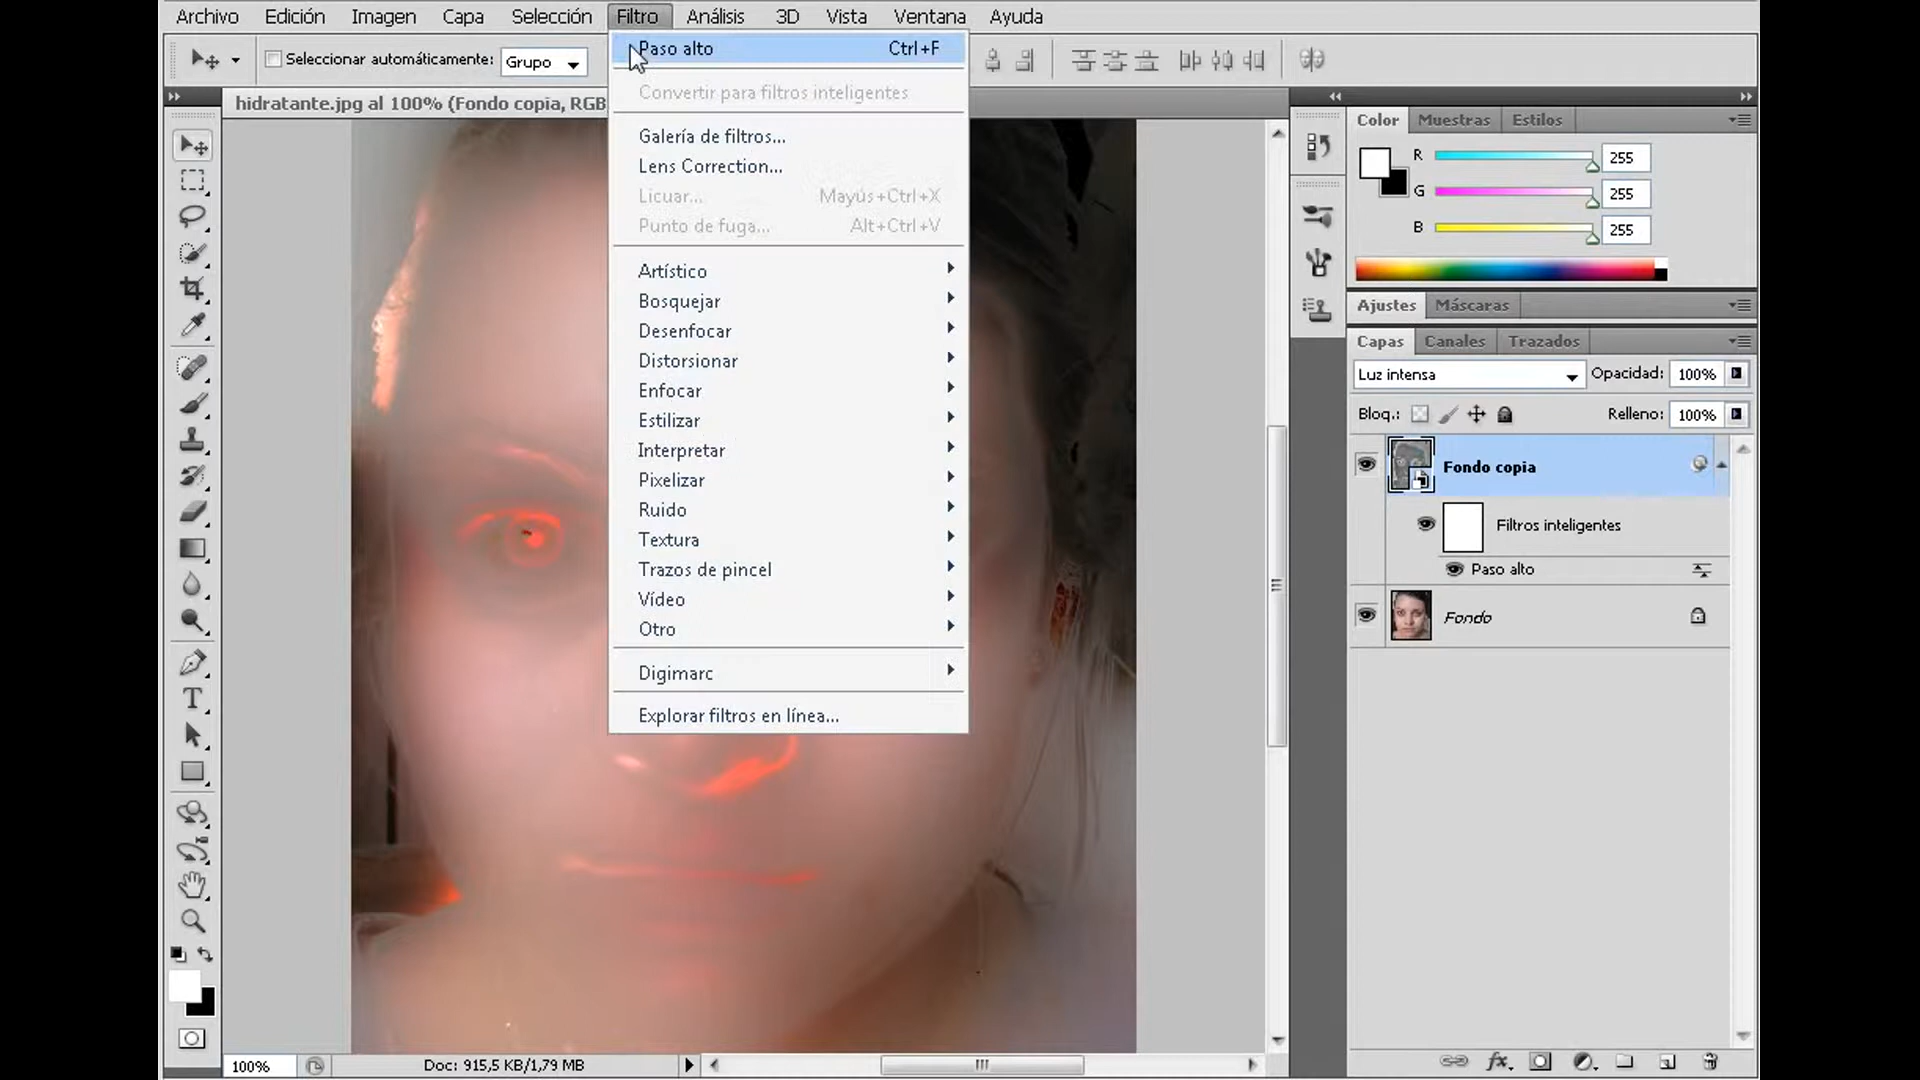 Archivo Edición Imagen Capa Selección Filtro Análisis 3D Vista Ventana Ayuda
Seleccionar automáticamente: Grupo
hidratante.jpg al 100% (Fondo copia, RGB
Paso alto Ctrl+F
Convertir para filtros inteligentes
Galería de filtros...
Lens Correction...
Licuar... Mayús+Ctrl+X
Punto de fuga... Alt+Ctrl+V
Artístico
Bosquejar
Desenfocar
Distorsionar
Enfocar
Estilizar
Interpretar
Pixelizar
Ruido
Textura
Trazos de pincel
Vídeo
Otro
Digimarc
Explorar filtros en línea...
Color Muestras Estilos
R 255
G 255
B 255
Ajustes Máscaras
Capas Canales Trazados
Luz intensa Opacidad: 100%
Bloq.: Relleno: 100%
Fondo copia
Filtros inteligentes
Paso alto
Fondo
100% Doc: 915,5 KB/1,79 MB